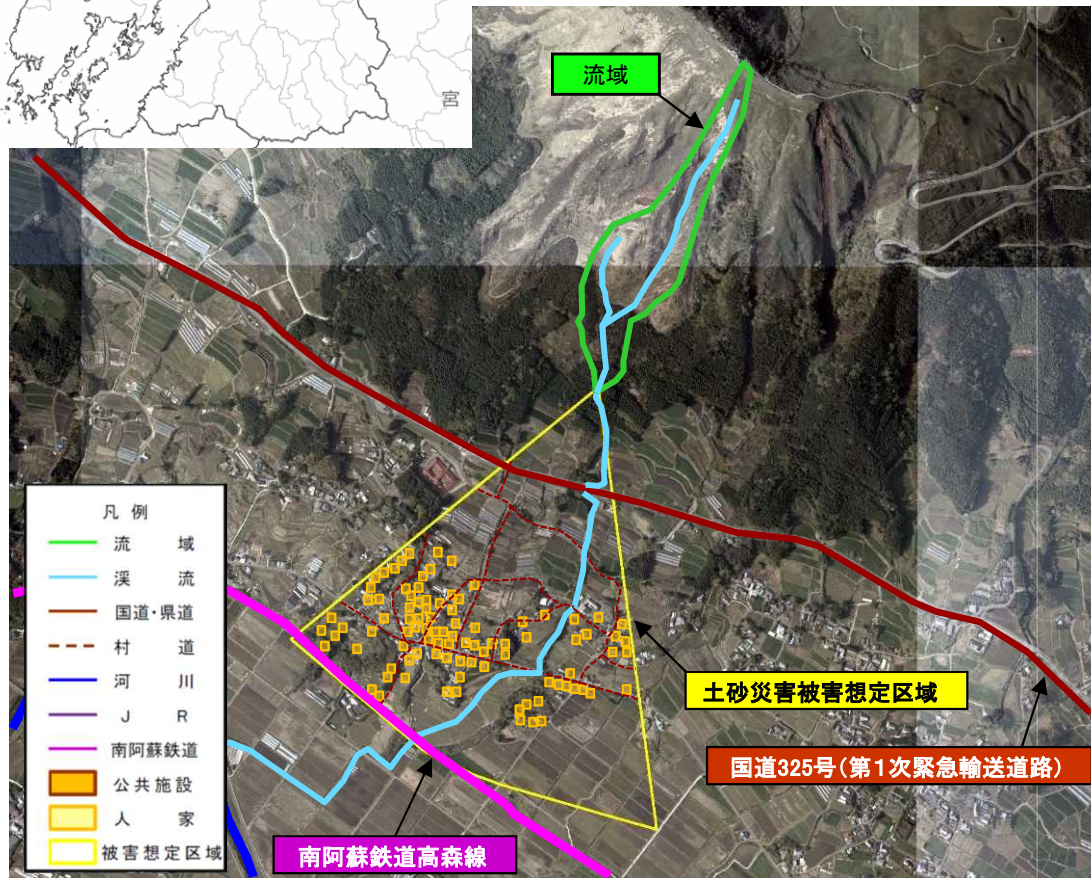 宮
流域
凡 例
流 域
渓 流
国道・県道
村 道
河 川
J R
南阿蘇鉄道
公共施設
人 家
被害想定区域
土砂災害被害想定区域
国道325号(第1次緊急輸送道路)
南阿蘇鉄道高森線